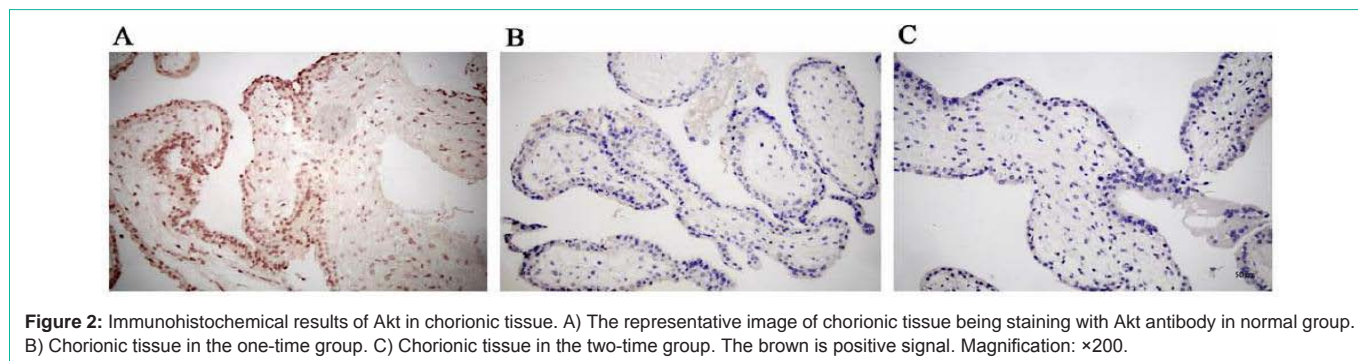 A
B
C
50μm
Figure 2: Immunohistochemical results of Akt in chorionic tissue. A) The representative image of chorionic tissue being staining with Akt antibody in normal group.
B) Chorionic tissue in the one-time group. C) Chorionic tissue in the two-time group. The brown is positive signal. Magnification: ×200.